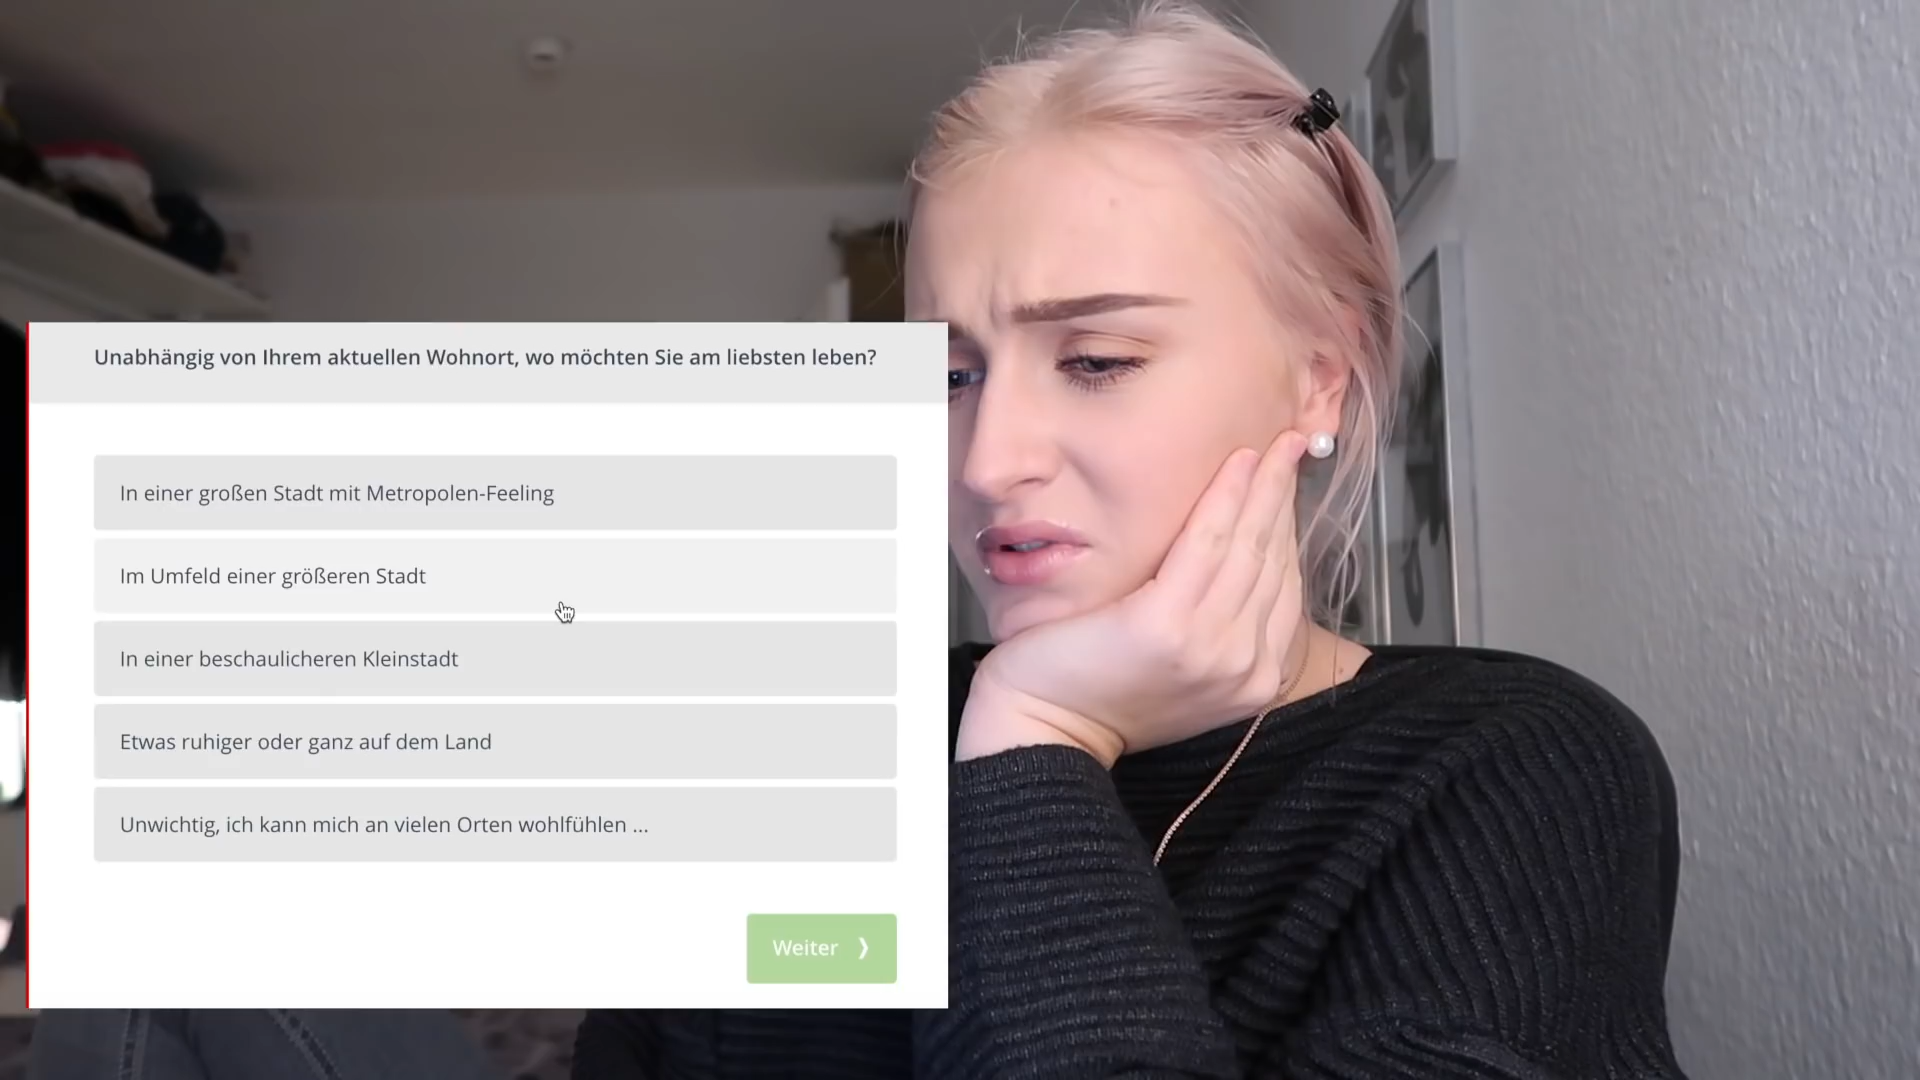 Unabhängig von Ihrem aktuellen Wohnort, wo möchten Sie am liebsten leben?
In einer großen Stadt mit Metropolen-Feeling
Im Umfeld einer größeren Stadt
In einer beschaulicheren Kleinstadt
Etwas ruhiger oder ganz auf dem Land
Unwichtig, ich kann mich an vielen Orten wohlfühlen ...
Weiter ❯